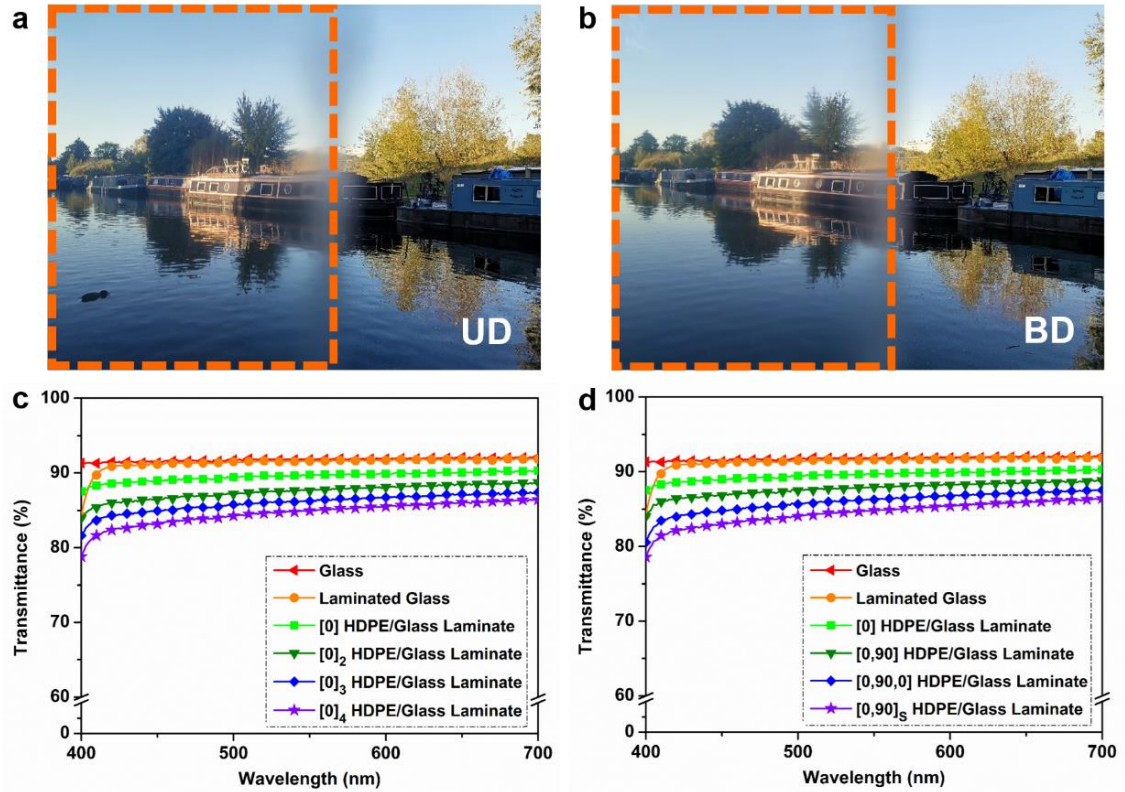 a
UD
b
BD
c
100
90
80
70
60
0
Transmittance (%)
Glass
Laminated Glass
[0] HDPE/Glass Laminate
[0]2 HDPE/Glass Laminate
[0]3 HDPE/Glass Laminate
[0]4 HDPE/Glass Laminate
400
500
600
700
Wavelength (nm)
d
100
90
80
70
60
0
Transmittance (%)
Glass
Laminated Glass
[0] HDPE/Glass Laminate
[0,90] HDPE/Glass Laminate
[0,90,0] HDPE/Glass Laminate
[0,90]S HDPE/Glass Laminate
400
500
600
700
Wavelength (nm)